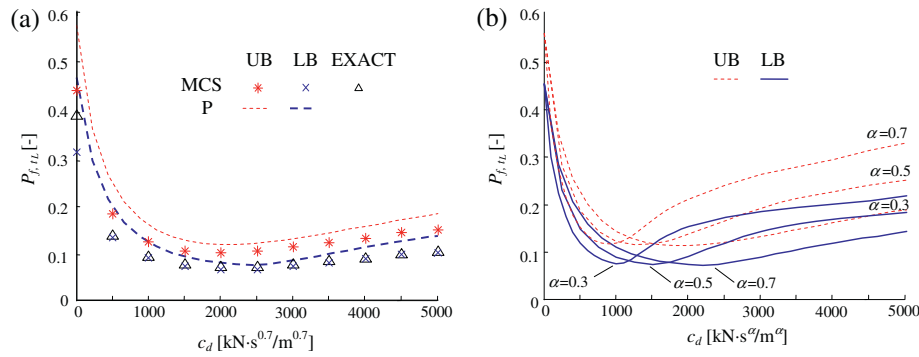 (a)
0.6
0.5
0.4
0.3
0.2
0.1
0
P_{f,tL} [-]
UB LB EXACT
MCS
P
0 1000 2000 3000 4000 5000
c_d [kN·s^{0.7}/m^{0.7}]
(b)
0.6
0.5
0.4
0.3
0.2
0.1
0
P_{f,tL} [-]
UB LB
α=0.7
α=0.5
α=0.3
α=0.3
α=0.5
α=0.7
0 1000 2000 3000 4000 5000
c_d [kN·s^α/m^α]